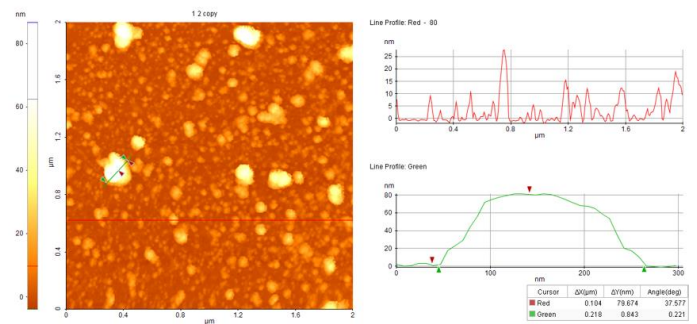 nm
1 2 copy
80
60
40
20
0
2
1.6
1.2
0.8
0.4
0
µm
0
0.4
0.8
1.2
1.6
2
µm
Line Profile: Red - 80
nm
25
20
15
10
5
0
0
0.4
0.8
1.2
1.6
2
µm
Line Profile: Green
nm
80
60
40
20
0
0
100
200
300
nm
Cursor ΔX(µm) ΔY(nm) Angle(deg)
Red 0.104 79.674 37.577
Green 0.218 0.843 0.221